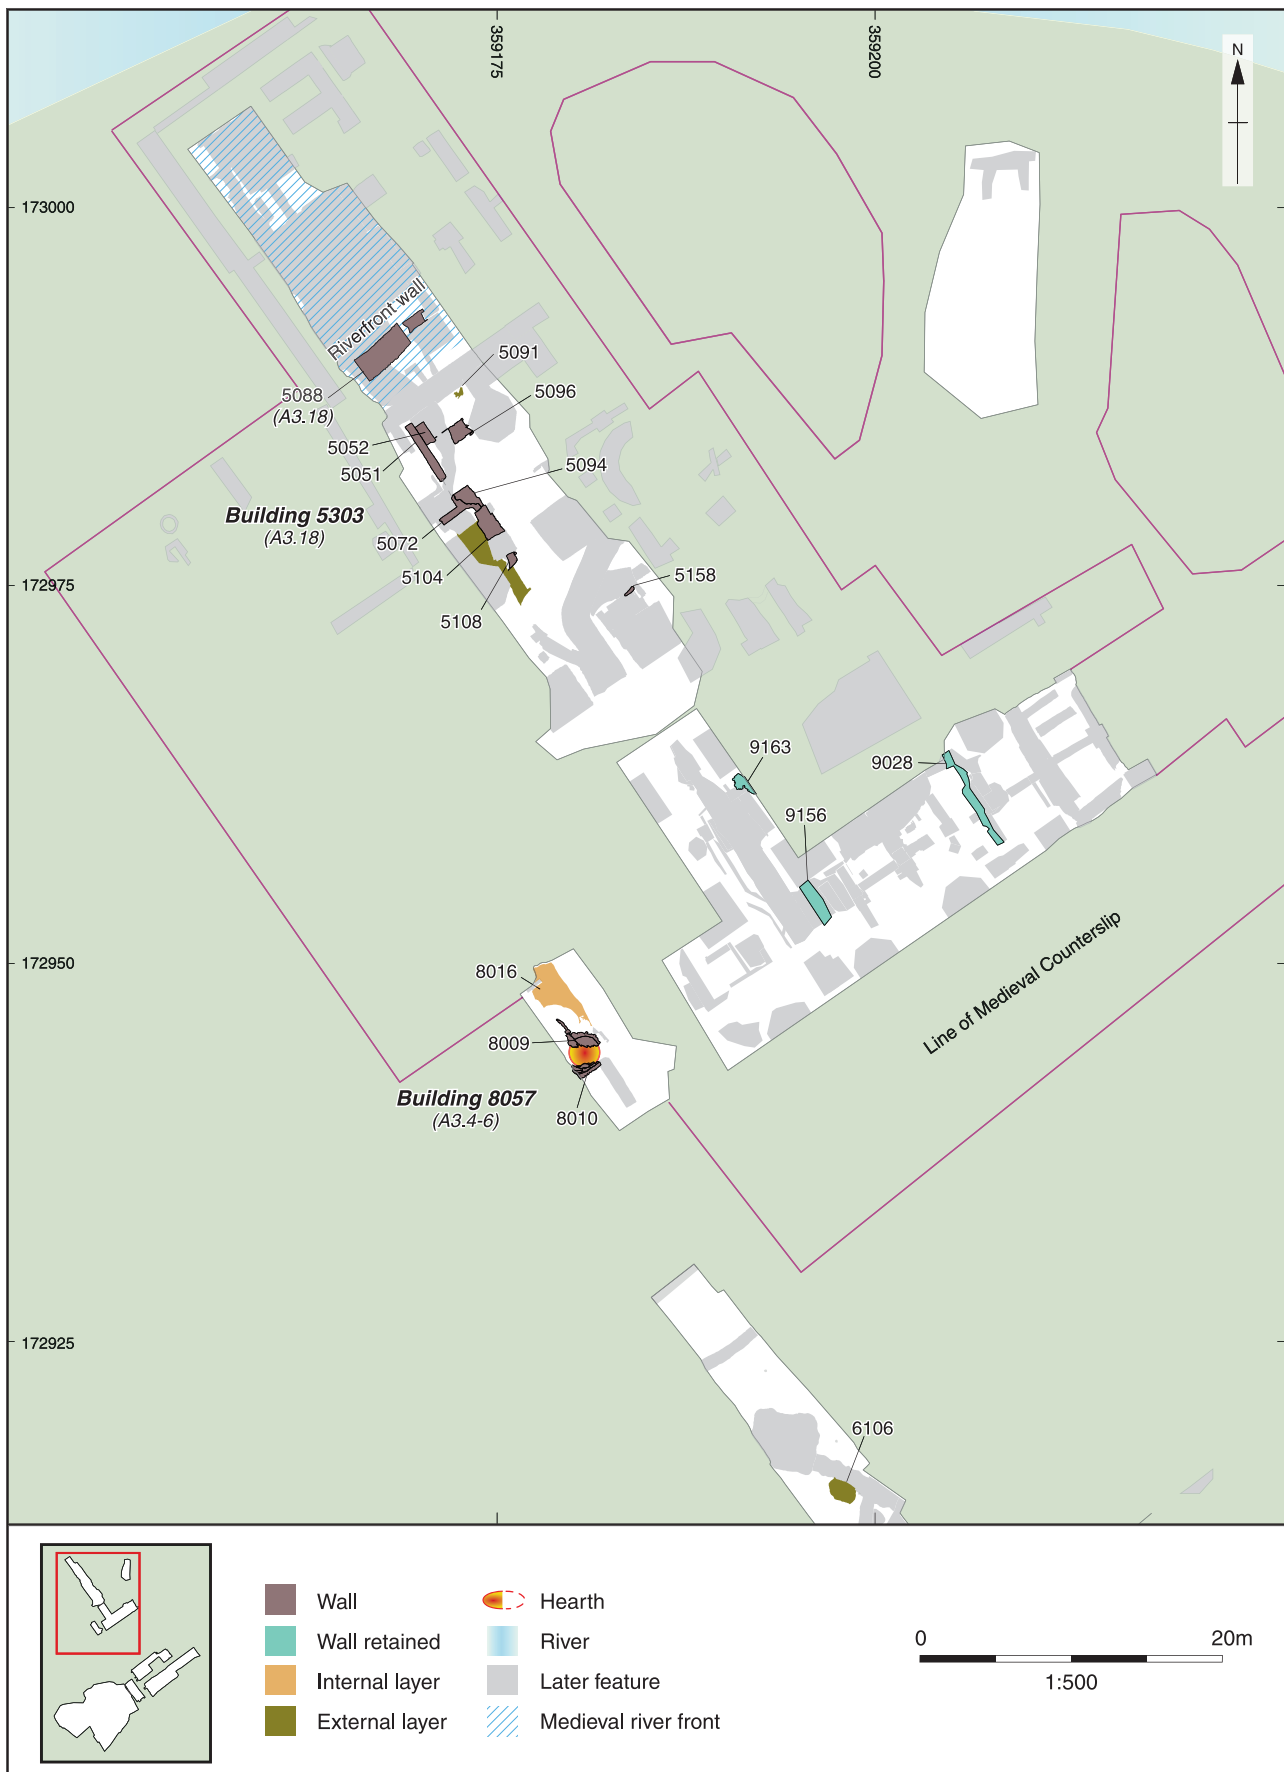 359175
359200
N
173000
Riverfront wall
5091
5088
(A3.18)
5096
5052
5051
5094
Building 5303
(A3.18)
5072
5104
5158
172975
5108
9163
9028
9156
Line of Medieval Counterslip
172950
8016
8009
Building 8057
(A3.4-6)
8010
172925
6106
Wall
Wall retained
Internal layer
External layer
Hearth
River
Later feature
Medieval river front
0 20m
1:500